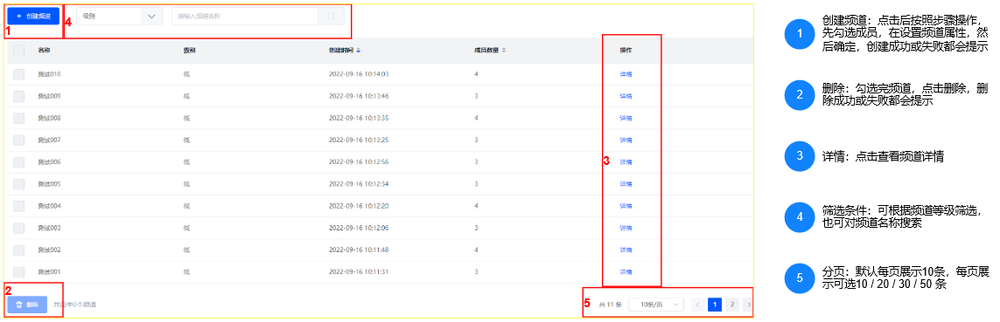 + 创建频道 级别 请输入频道名称
1 4
名称 级别 创建时间 成员数量 操作
测试010 低 2022-09-16 10:14:03 4 详情
测试009 低 2022-09-16 10:13:46 3 详情
测试008 低 2022-09-16 10:13:35 4 详情
测试007 低 2022-09-16 10:13:25 3 详情
测试006 低 2022-09-16 10:12:56 3 详情
3
测试005 低 2022-09-16 10:12:34 3 详情
测试004 低 2022-09-16 10:12:20 4 详情
测试003 低 2022-09-16 10:12:06 3 详情
测试002 低 2022-09-16 10:11:48 4 详情
测试001 低 2022-09-16 10:11:31 3 详情
2
删除 共选中0个频道
5 共 11 条 10条/页 < 1 2 >
1
创建频道：点击后按照步骤操作，
先勾选成员，在设置频道属性，然
后确定，创建成功或失败都会提示
2
删除：勾选完频道，点击删除，删
除成功或失败都会提示
3
详情：点击查看频道详情
4
筛选条件：可根据频道等级筛选，
也可对频道名称搜索
5
分页：默认每页展示10条，每页展
示可选10 / 20 / 30 / 50 条